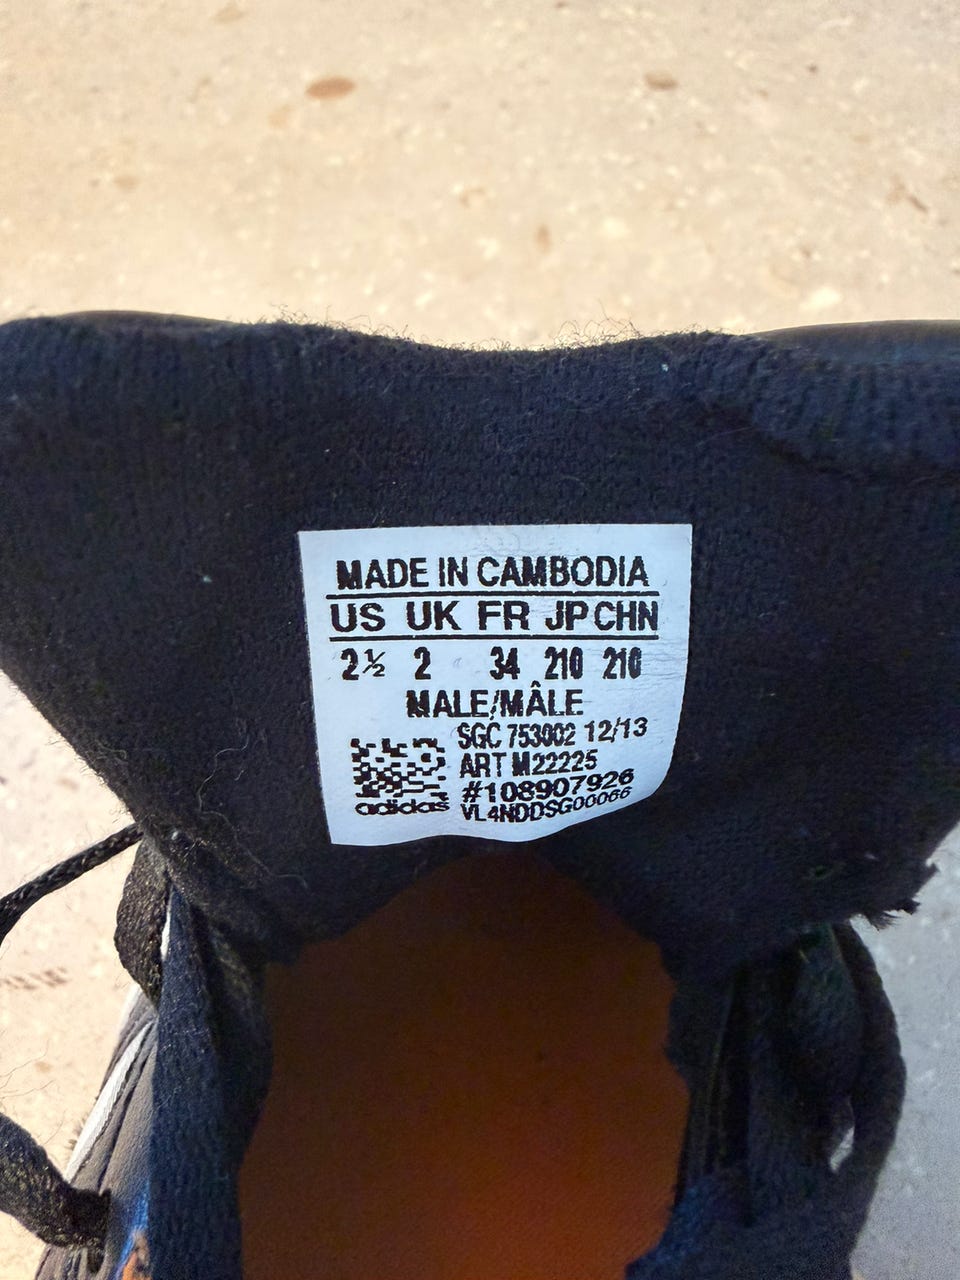 MADE IN CAMBODIA
US UK FR JP CHN
2½ 2 34 210 210
MALE/MÂLE
SGC 753002 12/13
ART M22225
#108907926
VL4NDDSG00066
adidas